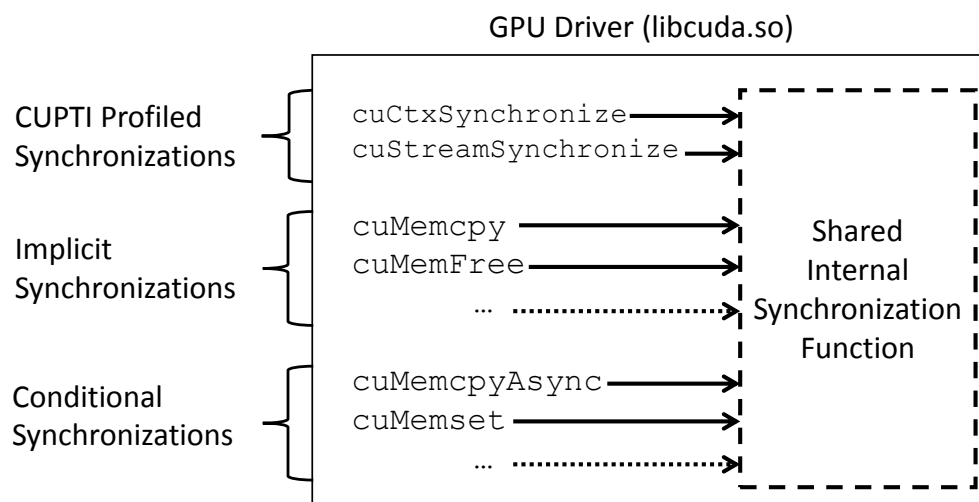 GPU Driver (libcuda.so)
CUPTI Profiled
Synchronizations
cuCtxSynchronize
cuStreamSynchronize
Implicit
Synchronizations
cuMemcpy
cuMemFree
...
Conditional
Synchronizations
cuMemcpyAsync
cuMemset
...
Shared
Internal
Synchronization
Function